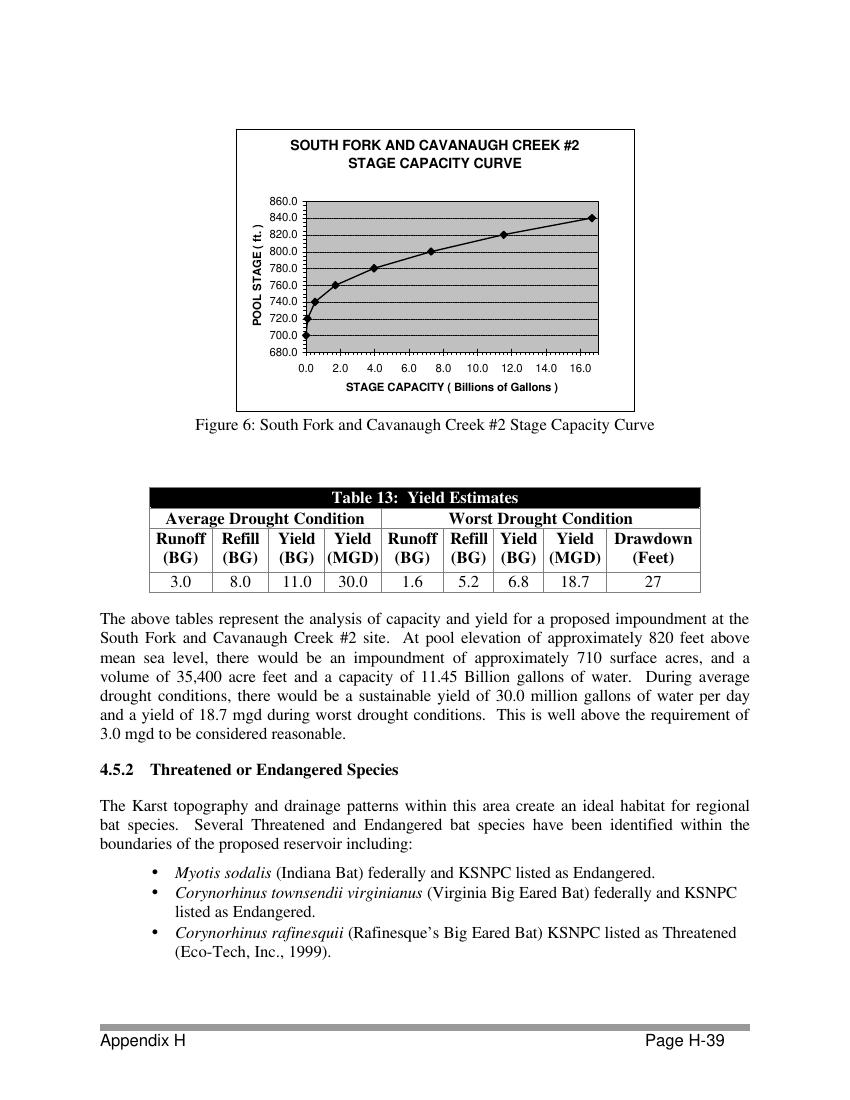 SOUTH FORK AND CAVANAUGH CREEK #2
STAGE CAPACITY CURVE
860.0
840.0
820.0
800.0
780.0
760.0
740.0
720.0
700.0
680.0
POOL STAGE ( ft. )
0.0 2.0 4.0 6.0 8.0 10.0 12.0 14.0 16.0
STAGE CAPACITY ( Billions of Gallons )
Figure 6: South Fork and Cavanaugh Creek #2 Stage Capacity Curve
Table 13: Yield Estimates
Average Drought Condition Worst Drought Condition
Runoff Refill Yield Yield Runoff Refill Yield Yield Drawdown
(BG) (BG) (BG) (MGD) (BG) (BG) (BG) (MGD) (Feet)
3.0 8.0 11.0 30.0 1.6 5.2 6.8 18.7 27
The above tables represent the analysis of capacity and yield for a proposed impoundment at the
South Fork and Cavanaugh Creek #2 site. At pool elevation of approximately 820 feet above
mean sea level, there would be an impoundment of approximately 710 surface acres, and a
volume of 35,400 acre feet and a capacity of 11.45 Billion gallons of water. During average
drought conditions, there would be a sustainable yield of 30.0 million gallons of water per day
and a yield of 18.7 mgd during worst drought conditions. This is well above the requirement of
3.0 mgd to be considered reasonable.
4.5.2 Threatened or Endangered Species
The Karst topography and drainage patterns within this area create an ideal habitat for regional
bat species. Several Threatened and Endangered bat species have been identified within the
boundaries of the proposed reservoir including:
• Myotis sodalis (Indiana Bat) federally and KSNPC listed as Endangered.
• Corynorhinus townsendii virginianus (Virginia Big Eared Bat) federally and KSNPC
listed as Endangered.
• Corynorhinus rafinesquii (Rafinesque's Big Eared Bat) KSNPC listed as Threatened
(Eco-Tech, Inc., 1999).
Appendix H Page H-39